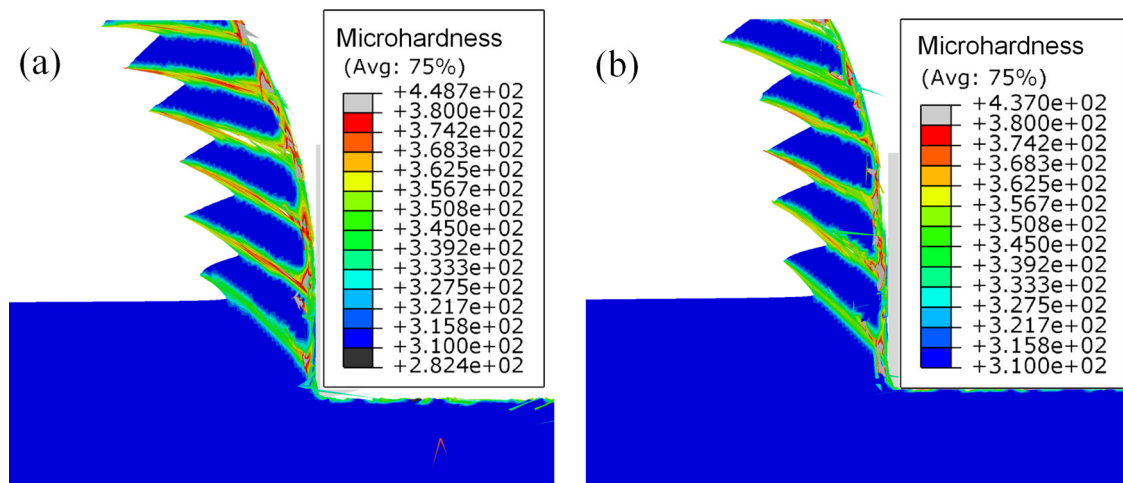 (a)
Microhardness
(Avg: 75%)
+4.487e+02
+3.800e+02
+3.742e+02
+3.683e+02
+3.625e+02
+3.567e+02
+3.508e+02
+3.450e+02
+3.392e+02
+3.333e+02
+3.275e+02
+3.217e+02
+3.158e+02
+3.100e+02
+2.824e+02
(b)
Microhardness
(Avg: 75%)
+4.370e+02
+3.800e+02
+3.742e+02
+3.683e+02
+3.625e+02
+3.567e+02
+3.508e+02
+3.450e+02
+3.392e+02
+3.333e+02
+3.275e+02
+3.217e+02
+3.158e+02
+3.100e+02